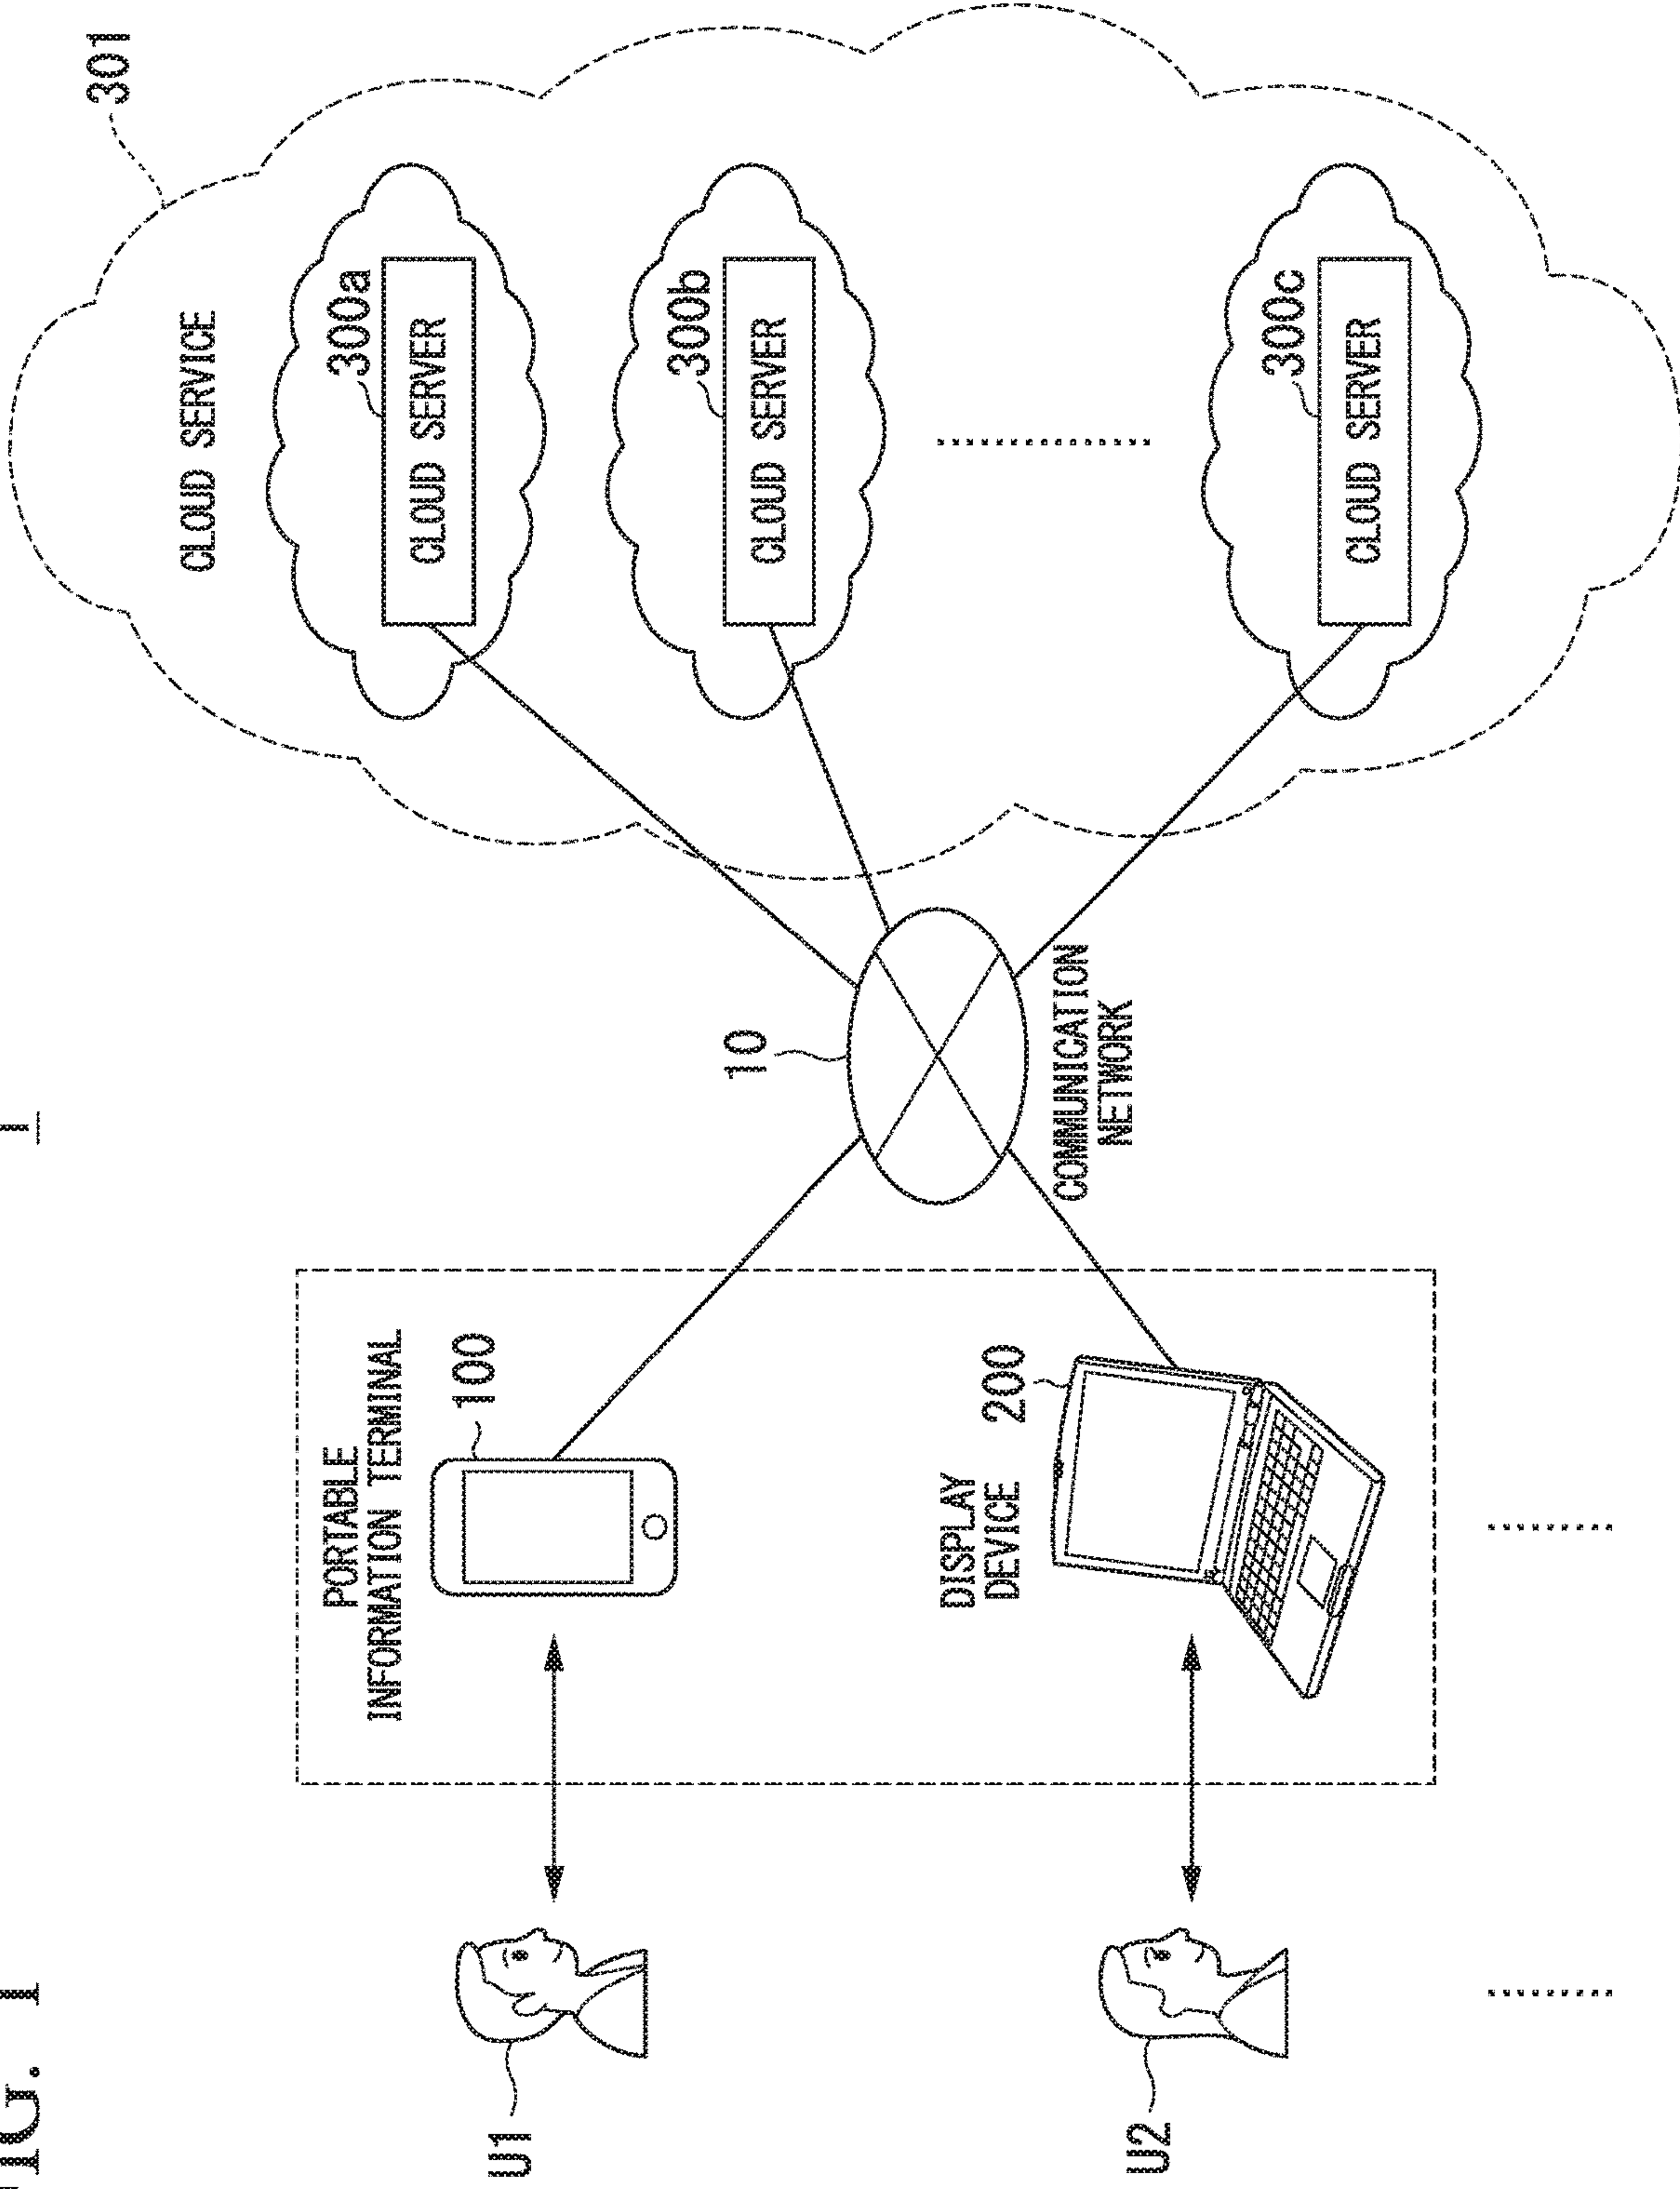 FIG. 1
1
301
CLOUD SERVICE
300a
CLOUD SERVER
300b
CLOUD SERVER
300c
CLOUD SERVER
10
COMMUNICATION
NETWORK
PORTABLE
INFORMATION TERMINAL
100
DISPLAY
DEVICE
200
U1
U2